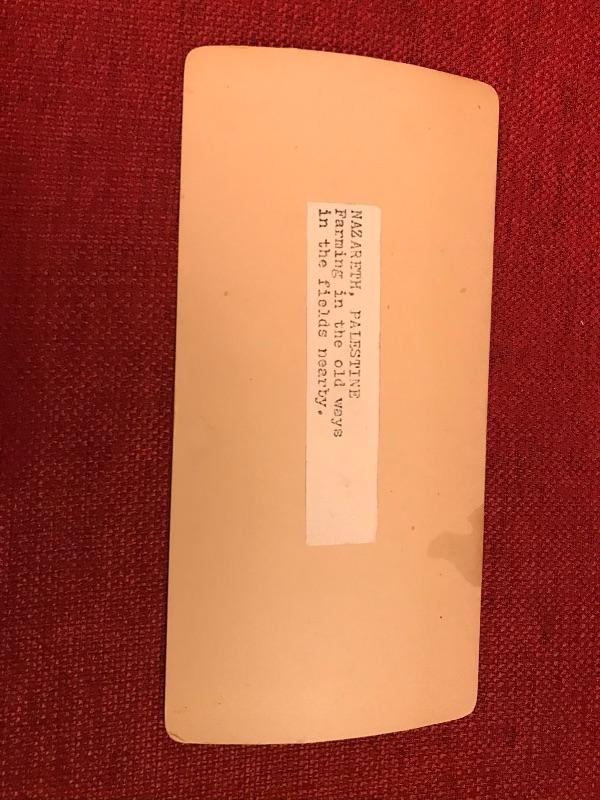 NAZARETH, PALESTINE
Farming in the old ways
in the fields nearby.